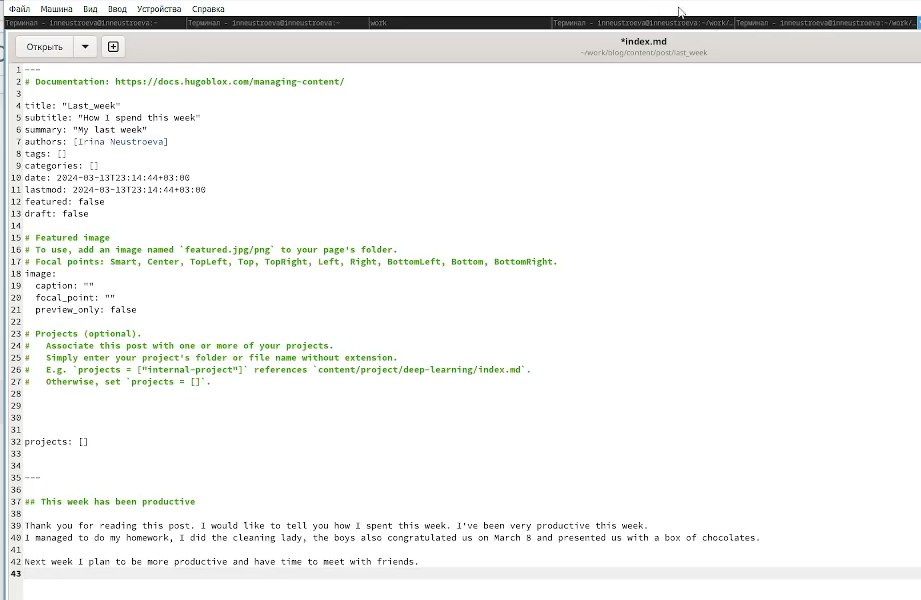 Файл Машина Вид Ввод Устройства Справка
Терминал - inneustroeva@inneustroeva:~ Терминал - inneustroeva@inneustroeva:~ work Терминал - inneustroeva@inneustroeva:~/work/… Терминал - inneustroeva@inneustroeva:~/work/…
Открыть
*index.md
~/work/blog/content/post/last_week
1 ---
2 # Documentation: https://docs.hugoblox.com/managing-content/
3
4 title: "Last_week"
5 subtitle: "How I spend this week"
6 summary: "My last week"
7 authors: [Irina Neustroeva]
8 tags: []
9 categories: []
10 date: 2024-03-13T23:14:44+03:00
11 lastmod: 2024-03-13T23:14:44+03:00
12 featured: false
13 draft: false
14
15 # Featured image
16 # To use, add an image named `featured.jpg/png` to your page's folder.
17 # Focal points: Smart, Center, TopLeft, Top, TopRight, Left, Right, BottomLeft, Bottom, BottomRight.
18 image:
19 caption: ""
20 focal_point: ""
21 preview_only: false
22
23 # Projects (optional).
24 # Associate this post with one or more of your projects.
25 # Simply enter your project's folder or file name without extension.
26 # E.g. `projects = ["internal-project"]` references `content/project/deep-learning/index.md`.
27 # Otherwise, set `projects = []`.
28
29
30
31
32 projects: []
33
34
35 ---
36
37 ## This week has been productive
38
39 Thank you for reading this post. I would like to tell you how I spent this week. I've been very productive this week.
40 I managed to do my homework, I did the cleaning lady, the boys also congratulated us on March 8 and presented us with a box of chocolates.
41
42 Next week I plan to be more productive and have time to meet with friends.
43